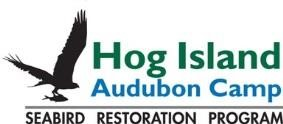 Hog Island
Audubon Camp
SEABIRD RESTORATION PROGRAM